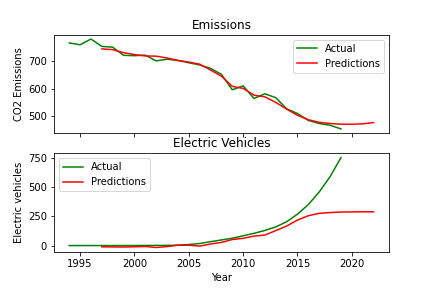 Emissions
CO2 Emissions
700
600
500
Actual
Predictions
Electric Vehicles
Electric vehicles
750
500
250
0
Actual
Predictions
1995 2000 2005 2010 2015 2020
Year